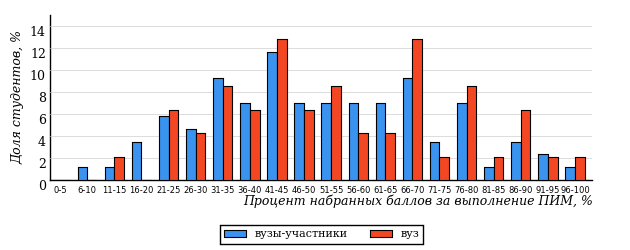 Доля студентов, %
14
12
10
8
6
4
2
0
0-5 6-10 11-15 16-20 21-25 26-30 31-35 36-40 41-45 46-50 51-55 56-60 61-65 66-70 71-75 76-80 81-85 86-90 91-95 96-100
Процент набранных баллов за выполнение ПИМ, %
вузы-участники вуз